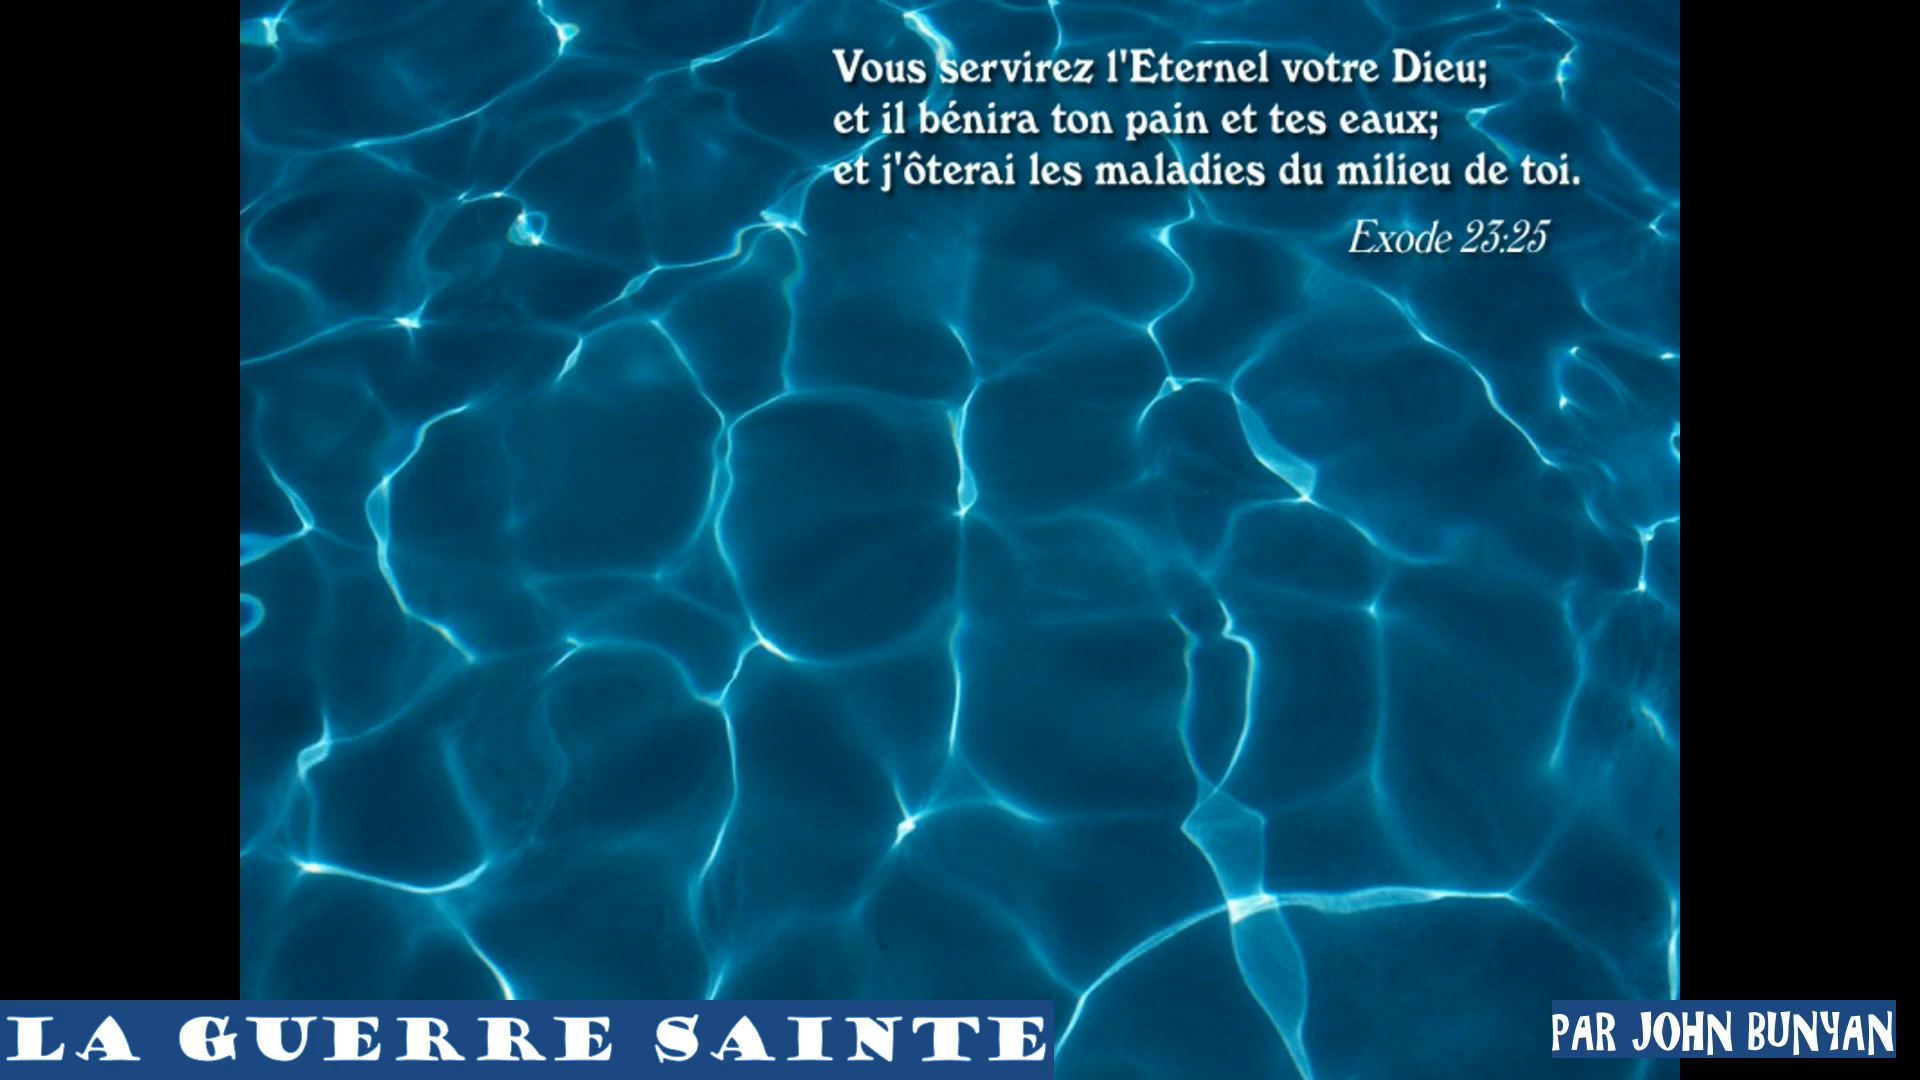 Vous servirez l'Eternel votre Dieu;
et il bénira ton pain et tes eaux;
et j'ôterai les maladies du milieu de toi.
Exode 23:25
LA GUERRE SAINTE
PAR JOHN BUNYAN